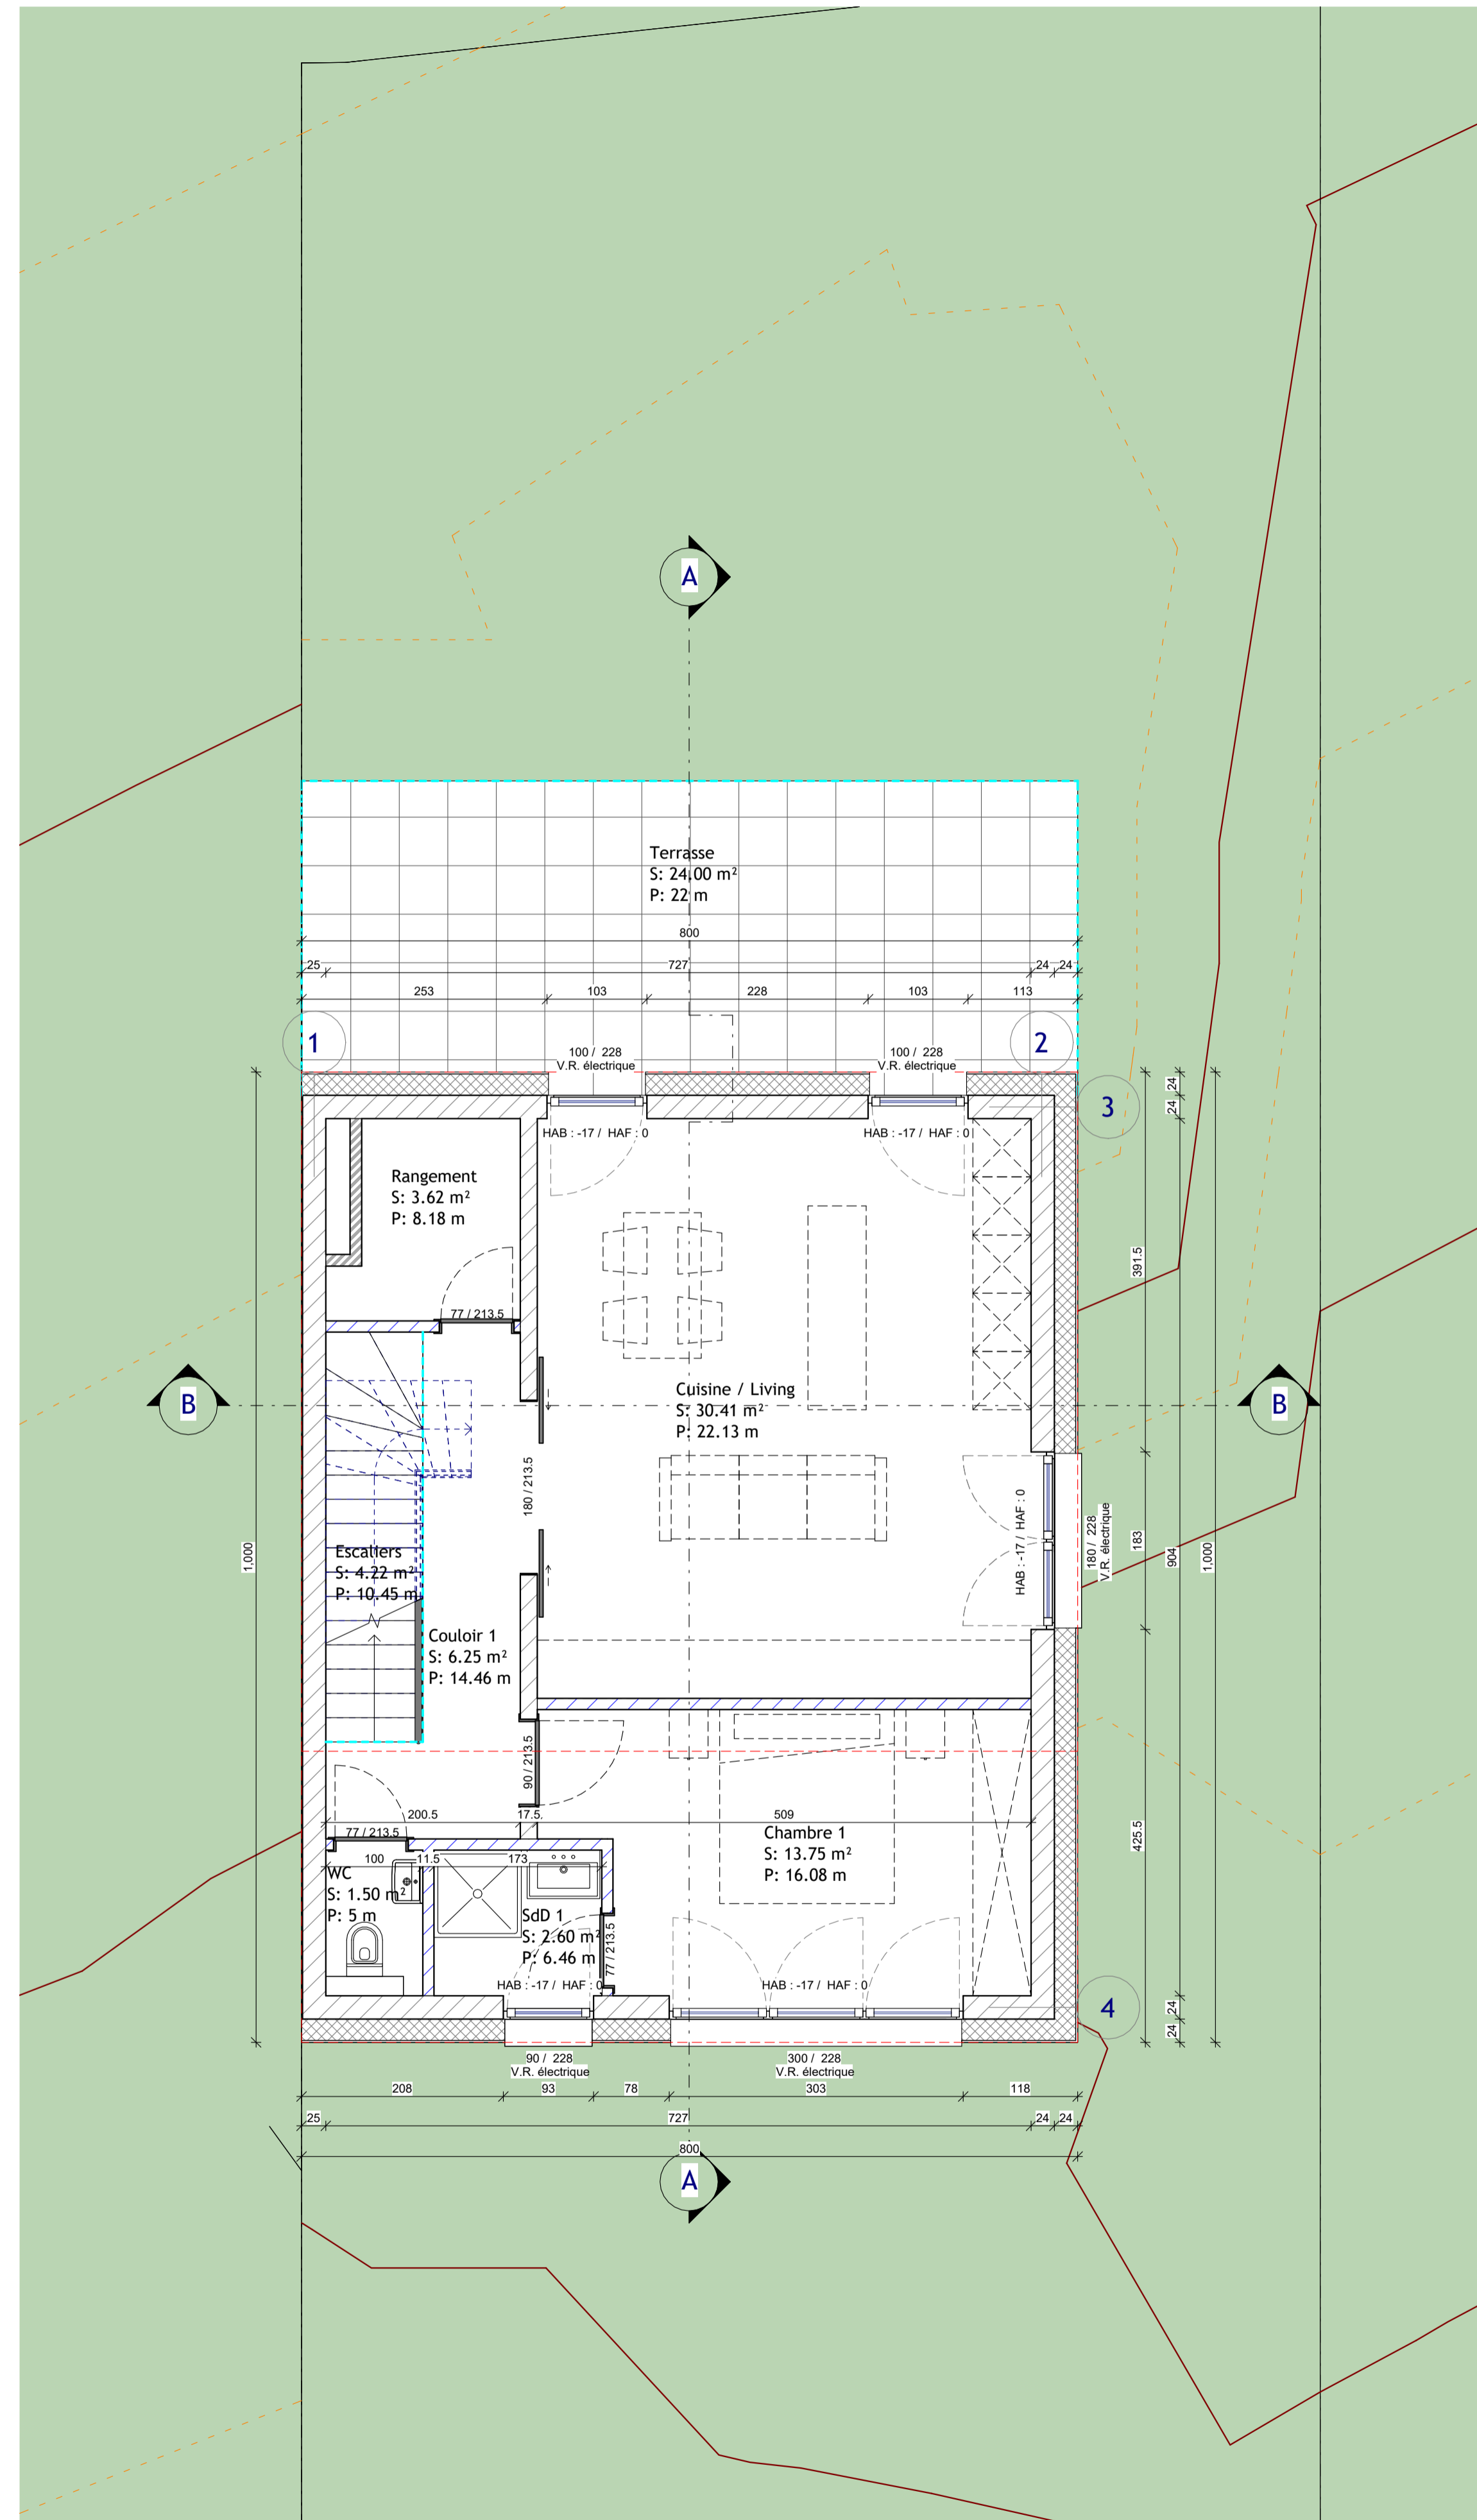 A
Terrasse
S: 24.00 m²
P: 22 m
800
25
727
24
24
253
103
228
103
113
1
2
100 / 228
V.R. électrique
100 / 228
V.R. électrique
24
24
3
HAB : -17 / HAF : 0
HAB : -17 / HAF : 0
Rangement
S: 3.62 m²
P: 8.18 m
391.5
77 / 213.5
B
B
Cuisine / Living
S: 30.41 m²
P: 22.13 m
180 / 213.5
HAB : -17 / HAF : 0
180 / 228
V.R. électrique
183
904
1,000
1,000
Escaliers
S: 4.22 m²
P: 10.45 m
Couloir 1
S: 6.25 m²
P: 14.46 m
90 / 213.5
200.5
17.5
509
425.5
77 / 213.5
Chambre 1
S: 13.75 m²
P: 16.08 m
100
11.5
173
WC
S: 1.50 m²
P: 5 m
SdD 1
S: 2.60 m²
P: 6.46 m
77 / 213.5
HAB : -17 / HAF : 0
HAB : -17 / HAF : 0
24
24
4
90 / 228
V.R. électrique
300 / 228
V.R. électrique
208
93
78
303
118
25
727
24
24
800
A